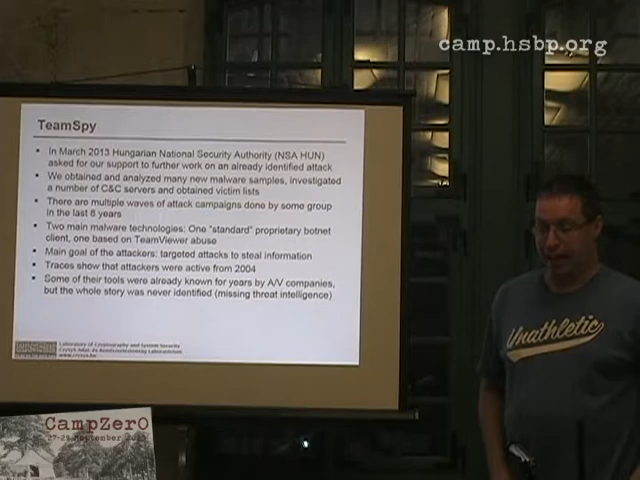 camp.hsbp.org
TeamSpy
In March 2013 Hungarian National Security Authority (NSA HUN)
asked for our support to further work on an already identified attack
We obtained and analyzed many new malware samples, investigated
a number of C&C servers and obtained victim lists
There are multiple waves of attack campaigns done by some group
in the last 8 years
Two main malware technologies: One "standard" proprietary botnet
client, one based on TeamViewer abuse
Main goal of the attackers: targeted attacks to steal information
Traces show that attackers were active from 2004
Some of their tools were already known for years by A/V companies,
but the whole story was never identified (missing threat intelligence)
Laboratory of Cryptography and System Security
www.crysys.hu
Unathletic
CampZer0